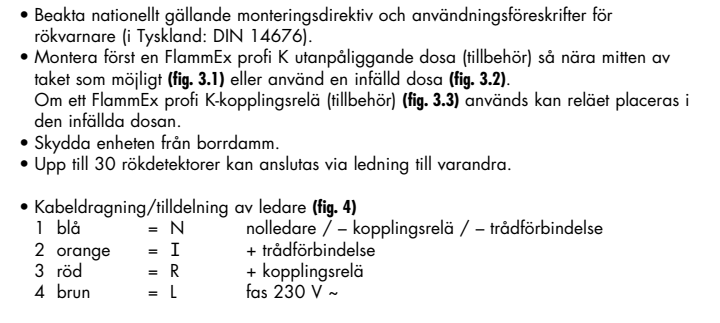 • Beakta nationellt gällande monteringsdirektiv och användningsföreskrifter för
rökvarnare (i Tyskland: DIN 14676).
• Montera först en FlammEx profi K utanpåliggande dosa (tillbehör) så nära mitten av
taket som möjligt (fig. 3.1) eller använd en infälld dosa (fig. 3.2).
Om ett FlammEx profi K-kopplingsrelä (tillbehör) (fig. 3.3) används kan reläet placeras i
den infällda dosan.
• Skydda enheten från borrdamm.
• Upp till 30 rökdetektorer kan anslutas via ledning till varandra.
• Kabeldragning/tilldelning av ledare (fig. 4)
1 blå = N nolledare / – kopplingsrelä / – trådförbindelse
2 orange = I + trådförbindelse
3 röd = R + kopplingsrelä
4 brun = L fas 230 V ~